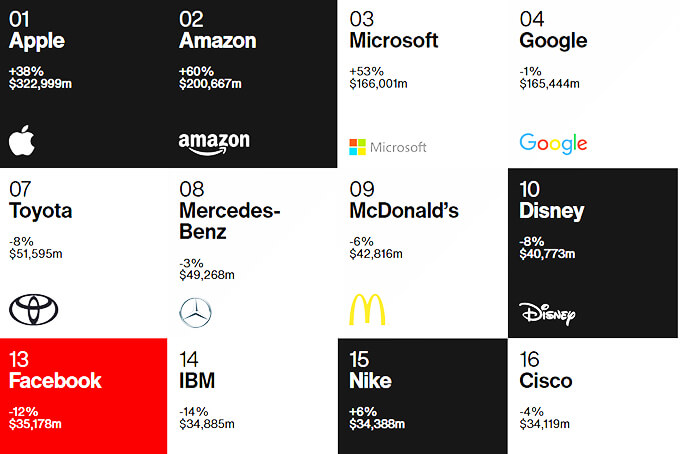 01
Apple
+38%
$322,999m
02
Amazon
+60%
$200,667m
amazon
03
Microsoft
+53%
$166,001m
Microsoft
04
Google
-1%
$165,444m
Google
07
Toyota
-8%
$51,595m
08
Mercedes-
Benz
-3%
$49,268m
09
McDonald's
-6%
$42,816m
10
Disney
-8%
$40,773m
Disney
13
Facebook
-12%
$35,178m
14
IBM
-14%
$34,885m
15
Nike
+6%
$34,388m
16
Cisco
-4%
$34,119m